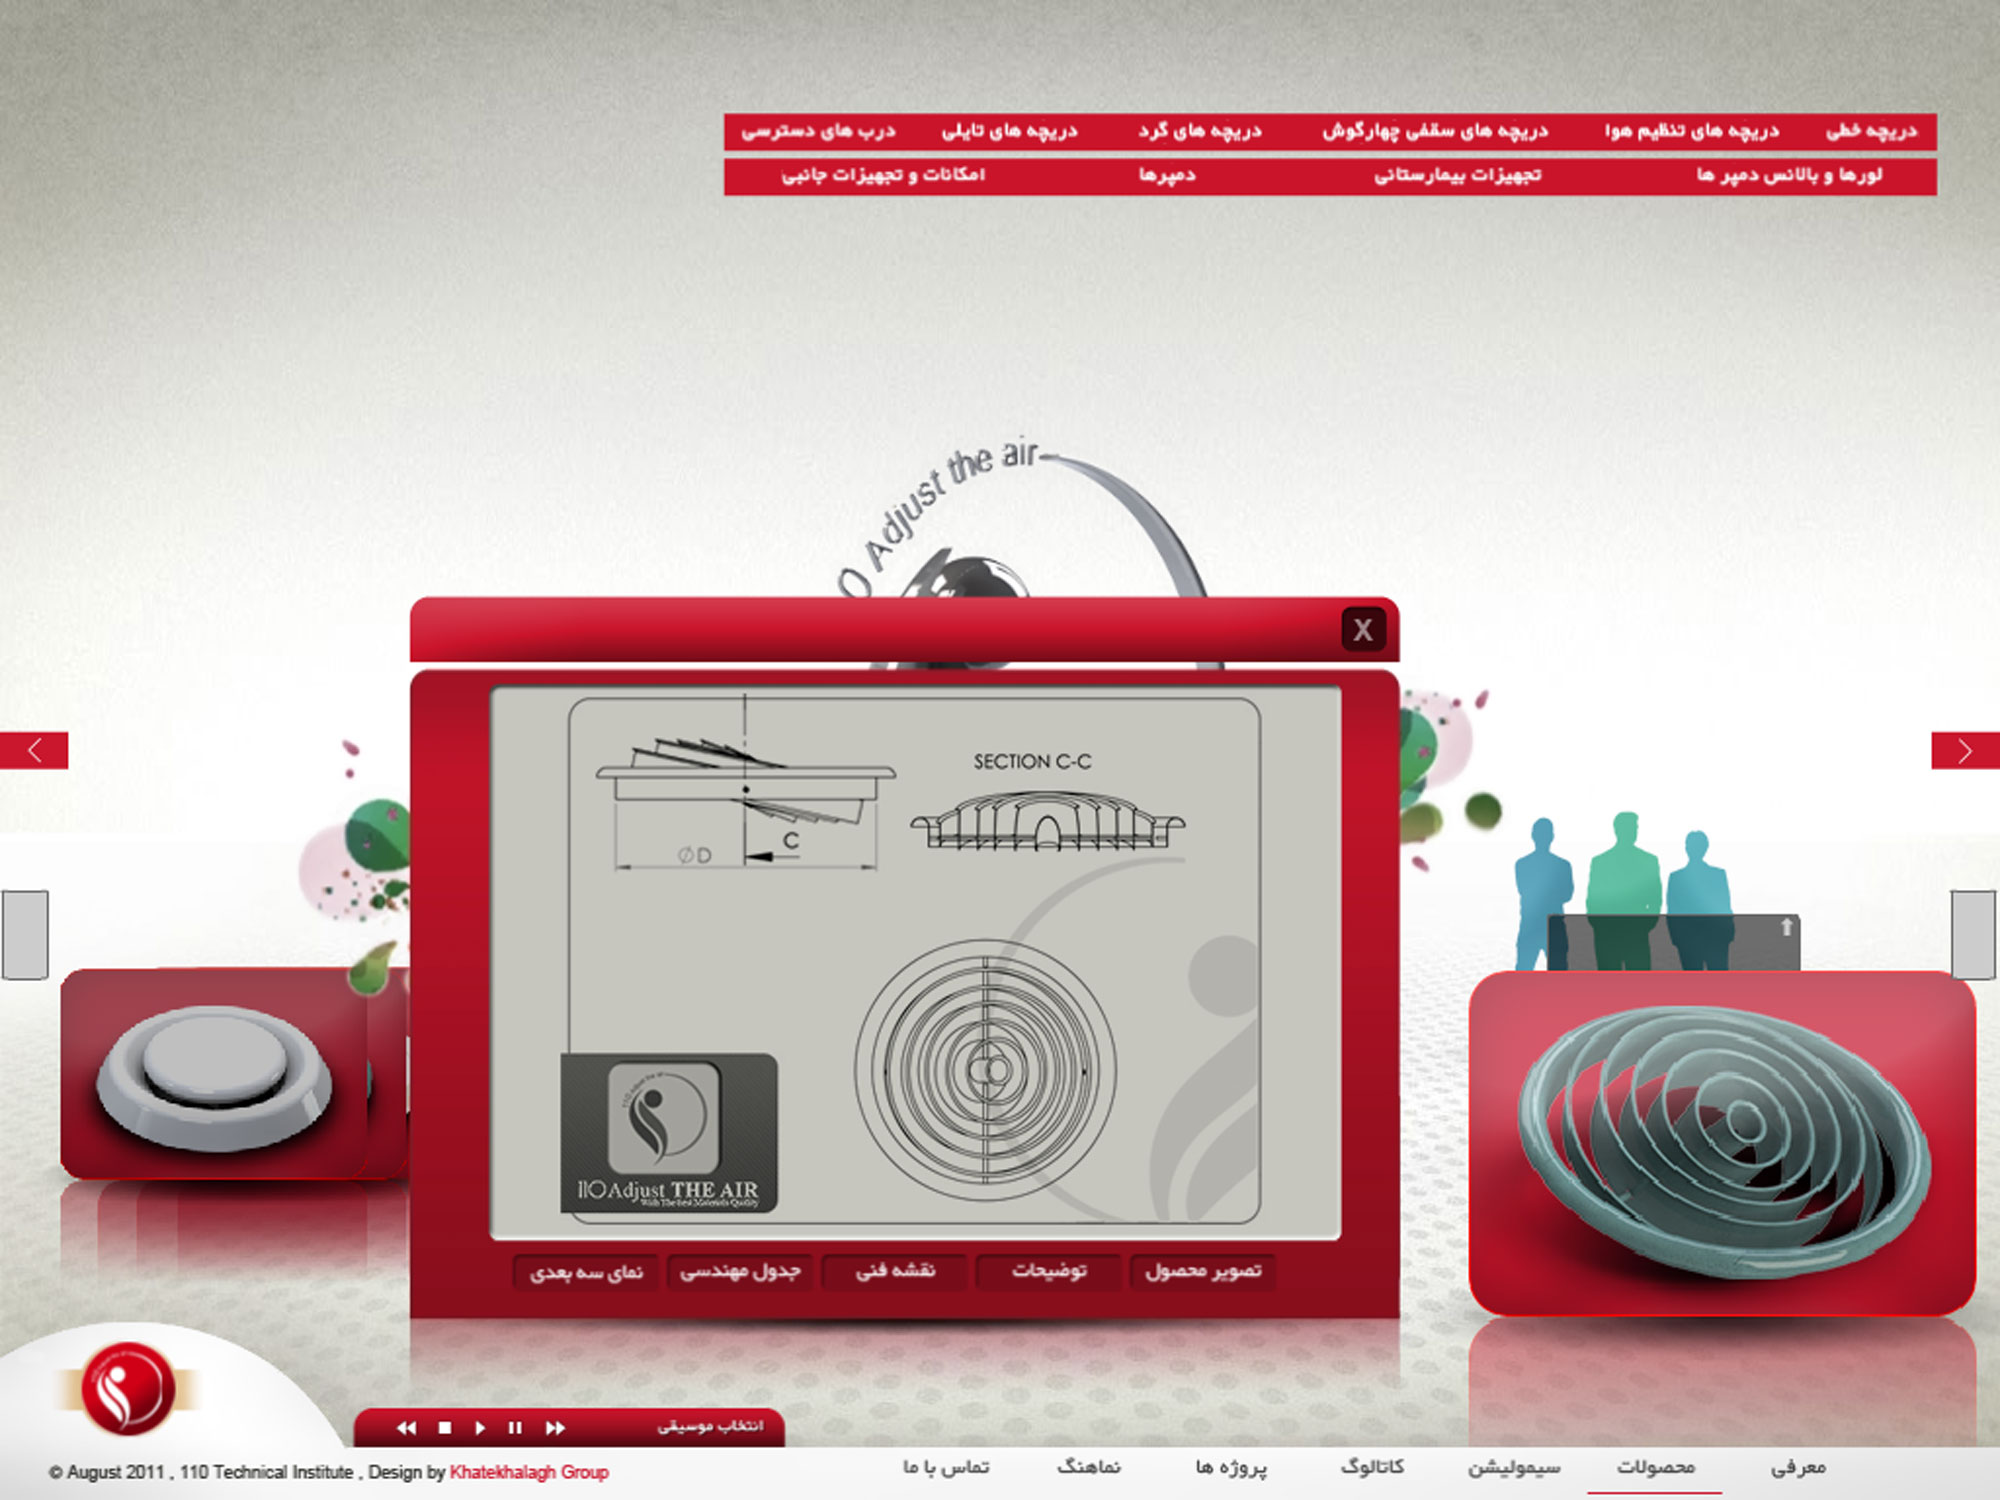 دریچه خطی دریچه های تنظیم هوا دریچه های سقفی چهارگوش دریچه های گرد دریچه های تایلی درب های دسترسی
لورها و بالانس دمپر ها تجهیزات بیمارستانی دمپرها امکانات و تجهیزات جانبی
O Adjust the air
X
SECTION C-C
C
ØD
110 Adjust THE AIR
With The Best Materials Quality
تصویر محصول توضیحات نقشه فنی جدول مهندسی نمای سه بعدی
انتخاب موسیقی
معرفی محصولات سیمولیشن کاتالوگ پروژه ها نماهنگ تماس با ما
© August 2011 , 110 Technical Institute , Design by Khatekhalagh Group